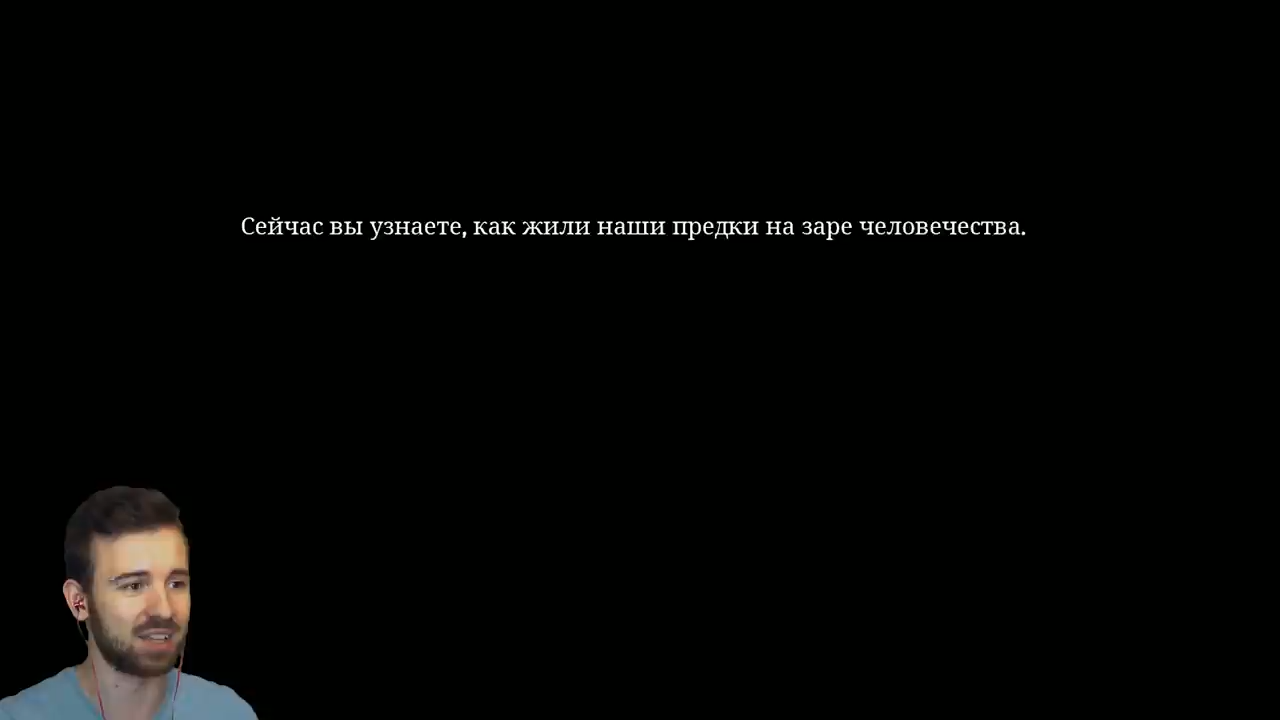 Сейчас вы узнаете, как жили наши предки на заре человечества.